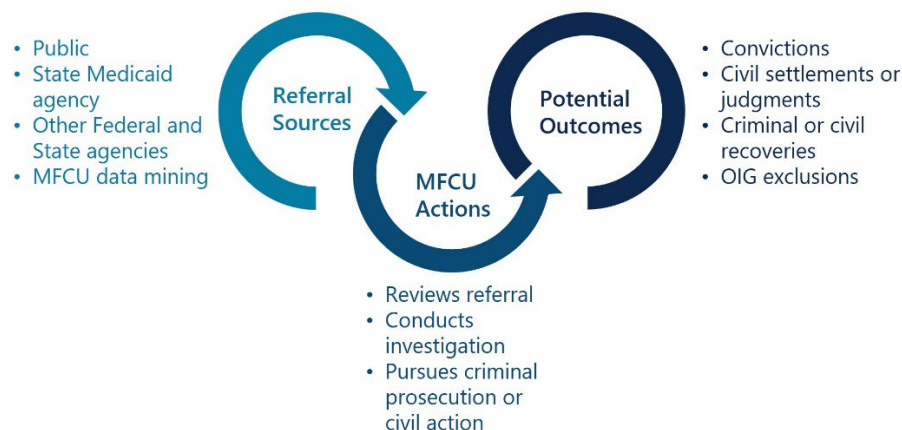 Referral
Sources
• Public
• State Medicaid
agency
• Other Federal and
State agencies
• MFCU data mining
MFCU
Actions
• Reviews referral
• Conducts
investigation
• Pursues criminal
prosecution or
civil action
Potential
Outcomes
• Convictions
• Civil settlements or
judgments
• Criminal or civil
recoveries
• OIG exclusions